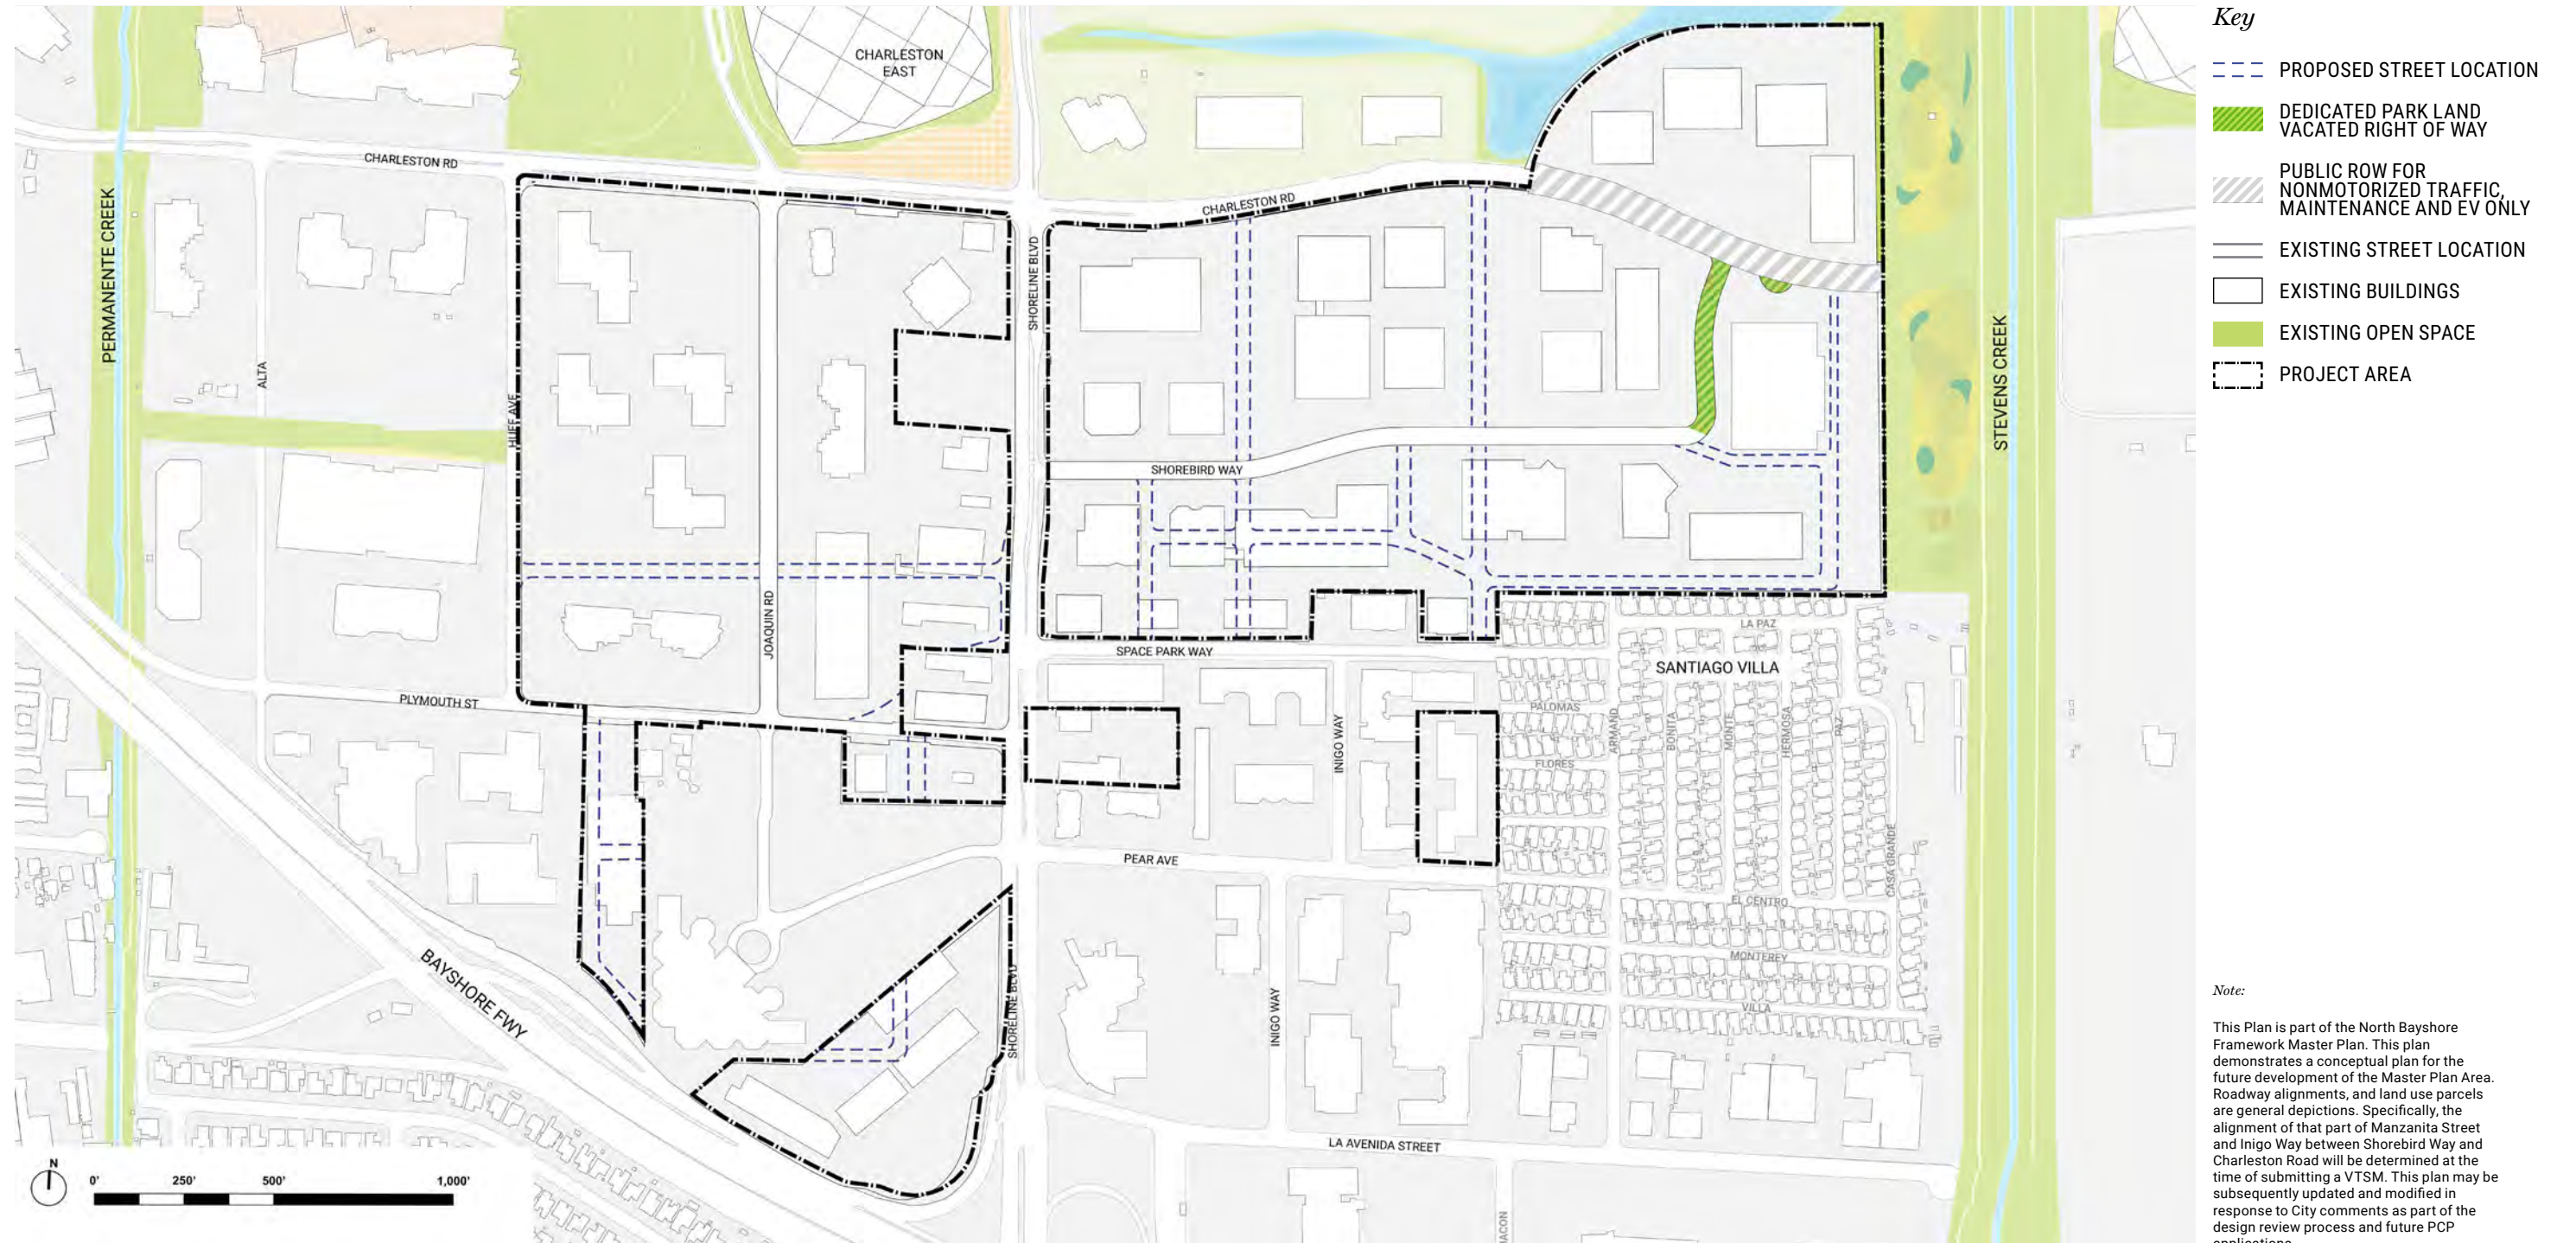 CHARLESTON
EAST
CHARLESTON RD
PERMANENTE CREEK
ALTA
HUFF AVE
JOAQUIN RD
SHORELINE BLVD
CHARLESTON RD
SHOREBIRD WAY
STEVENS CREEK
SPACE PARK WAY
LA PAZ
SANTIAGO VILLA
PLYMOUTH ST
PALOMAS
FLORES
ARMAND
BONITA
MONTE
HERMOSA
PAZ
CASA GRANDE
INIGO WAY
PEAR AVE
EL CENTRO
MONTEREY
VILLA
BAYSHORE FWY
SHORELINE BLVD
INIGO WAY
LA AVENIDA STREET
MACON
N
0' 250' 500' 1,000'
Key
PROPOSED STREET LOCATION
DEDICATED PARK LAND
VACATED RIGHT OF WAY
PUBLIC ROW FOR
NONMOTORIZED TRAFFIC,
MAINTENANCE AND EV ONLY
EXISTING STREET LOCATION
EXISTING BUILDINGS
EXISTING OPEN SPACE
PROJECT AREA
Note:
This Plan is part of the North Bayshore
Framework Master Plan. This plan
demonstrates a conceptual plan for the
future development of the Master Plan Area.
Roadway alignments, and land use parcels
are general depictions. Specifically, the
alignment of that part of Manzanita Street
and Inigo Way between Shorebird Way and
Charleston Road will be determined at the
time of submitting a VTSM. This plan may be
subsequently updated and modified in
response to City comments as part of the
design review process and future PCP
applications.